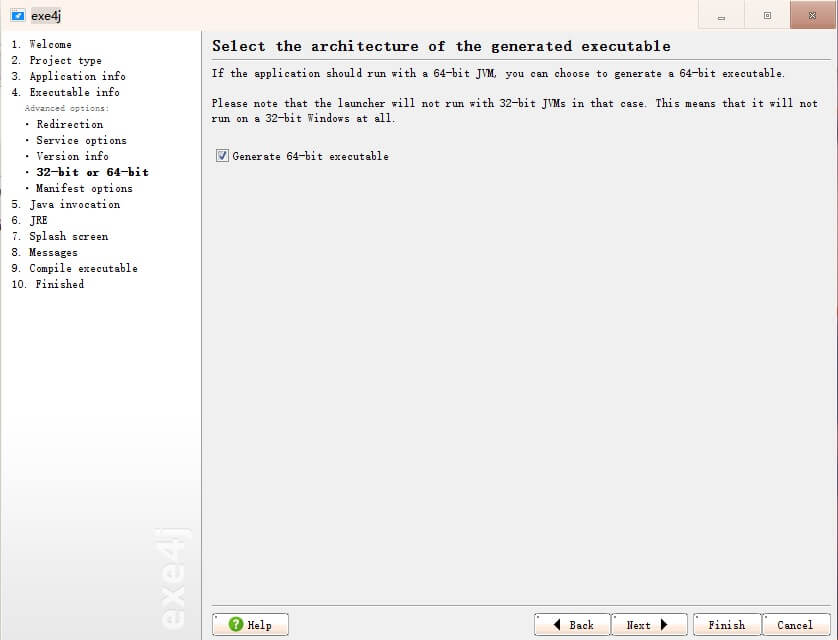 exe4j
1. Welcome
2. Project type
3. Application info
4. Executable info
Advanced options:
· Redirection
· Service options
· Version info
· 32-bit or 64-bit
· Manifest options
5. Java invocation
6. JRE
7. Splash screen
8. Messages
9. Compile executable
10. Finished
exe4j
Select the architecture of the generated executable
If the application should run with a 64-bit JVM, you can choose to generate a 64-bit executable.
Please note that the launcher will not run with 32-bit JVMs in that case. This means that it will not
run on a 32-bit Windows at all.
Generate 64-bit executable
? Help
Back
Next
Finish
Cancel